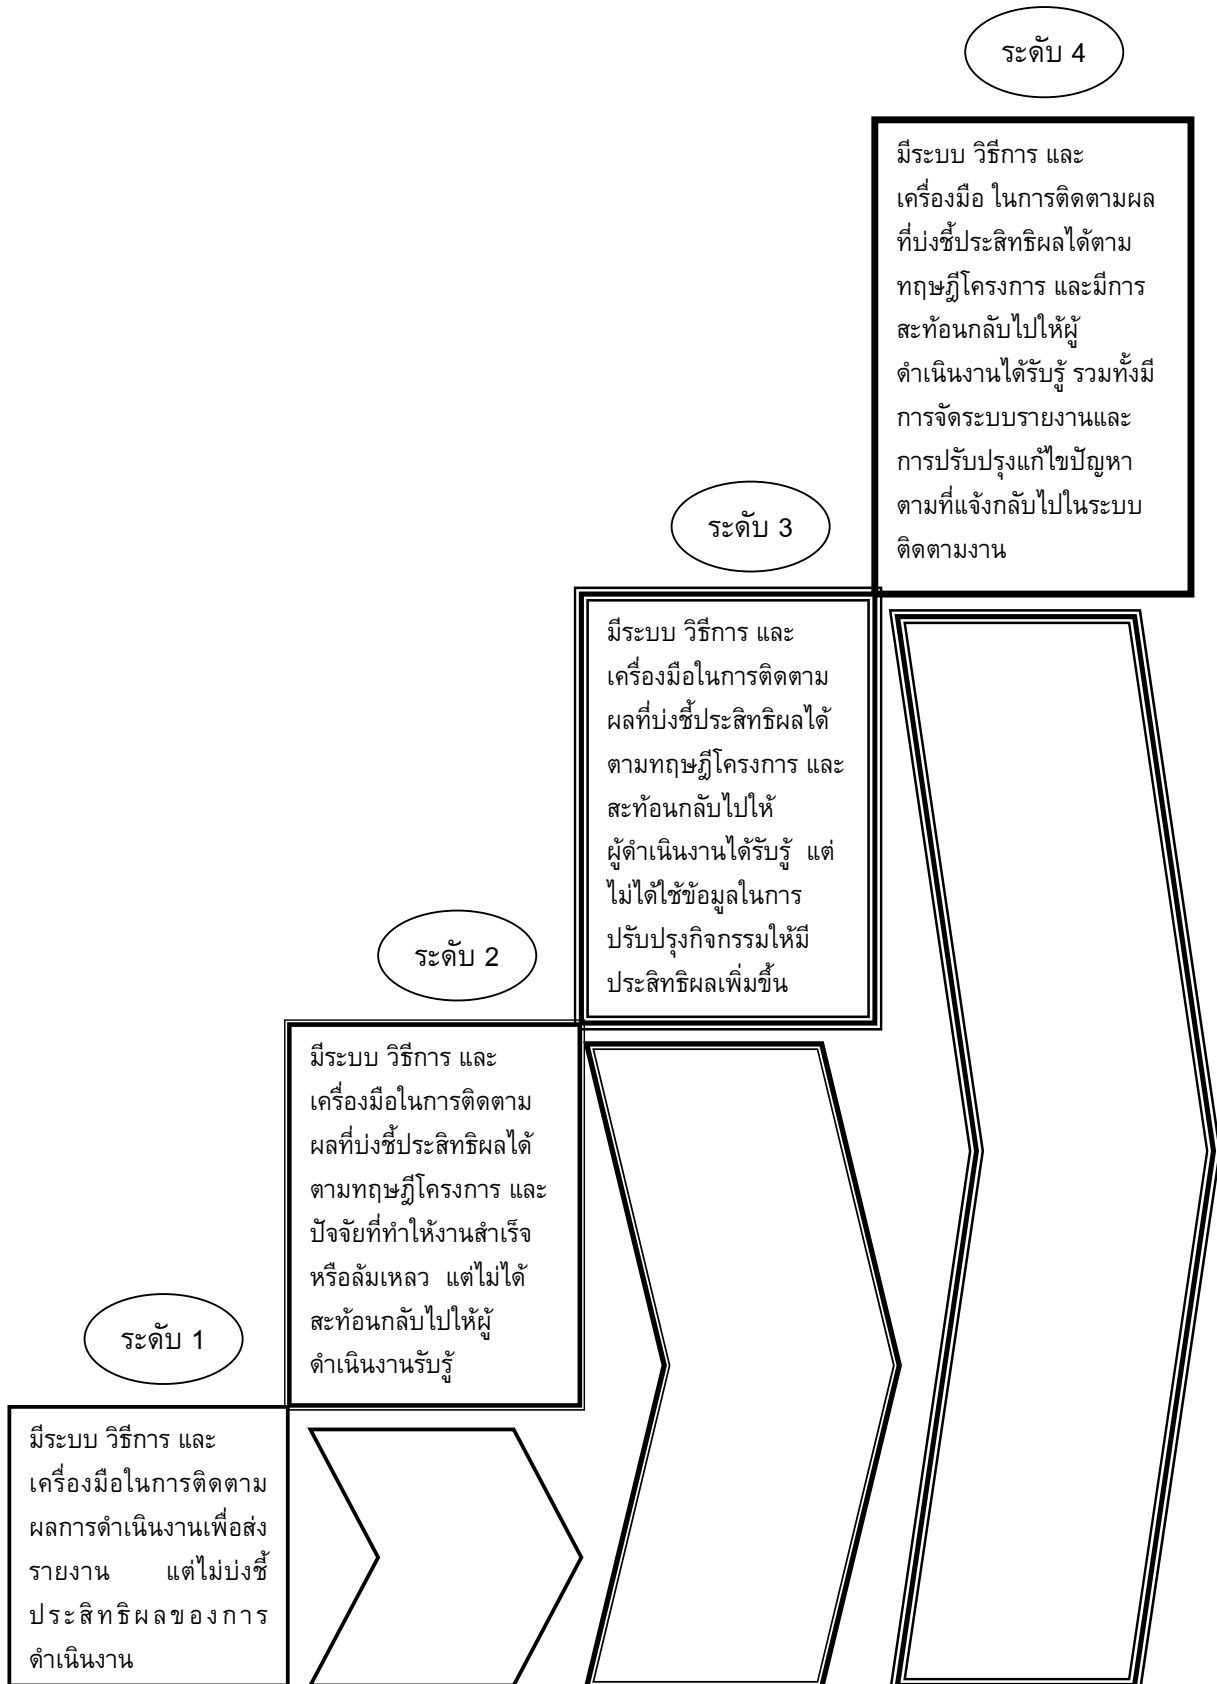 ระดับ 4
มีระบบ วิธีการ และ
เครื่องมือ ในการติดตามผล
ที่บ่งชี้ประสิทธิผลได้ตาม
ทฤษฎีโครงการ และมีการ
สะท้อนกลับไปให้ผู้
ดำเนินงานได้รับรู้ รวมทั้งมี
การจัดระบบรายงานและ
การปรับปรุงแก้ไขปัญหา
ตามที่แจ้งกลับไปในระบบ
ติดตามงาน
ระดับ 3
มีระบบ วิธีการ และ
เครื่องมือในการติดตาม
ผลที่บ่งชี้ประสิทธิผลได้
ตามทฤษฎีโครงการ และ
สะท้อนกลับไปให้
ผู้ดำเนินงานได้รับรู้ แต่
ไม่ได้ใช้ข้อมูลในการ
ปรับปรุงกิจกรรมให้มี
ประสิทธิผลเพิ่มขึ้น
ระดับ 2
มีระบบ วิธีการ และ
เครื่องมือในการติดตาม
ผลที่บ่งชี้ประสิทธิผลได้
ตามทฤษฎีโครงการ และ
ปัจจัยที่ทำให้งานสำเร็จ
หรือล้มเหลว แต่ไม่ได้
สะท้อนกลับไปให้ผู้
ดำเนินงานรับรู้
ระดับ 1
มีระบบ วิธีการ และ
เครื่องมือในการติดตาม
ผลการดำเนินงานเพื่อส่ง
รายงาน แต่ไม่บ่งชี้
ประสิทธิผลของการ
ดำเนินงาน